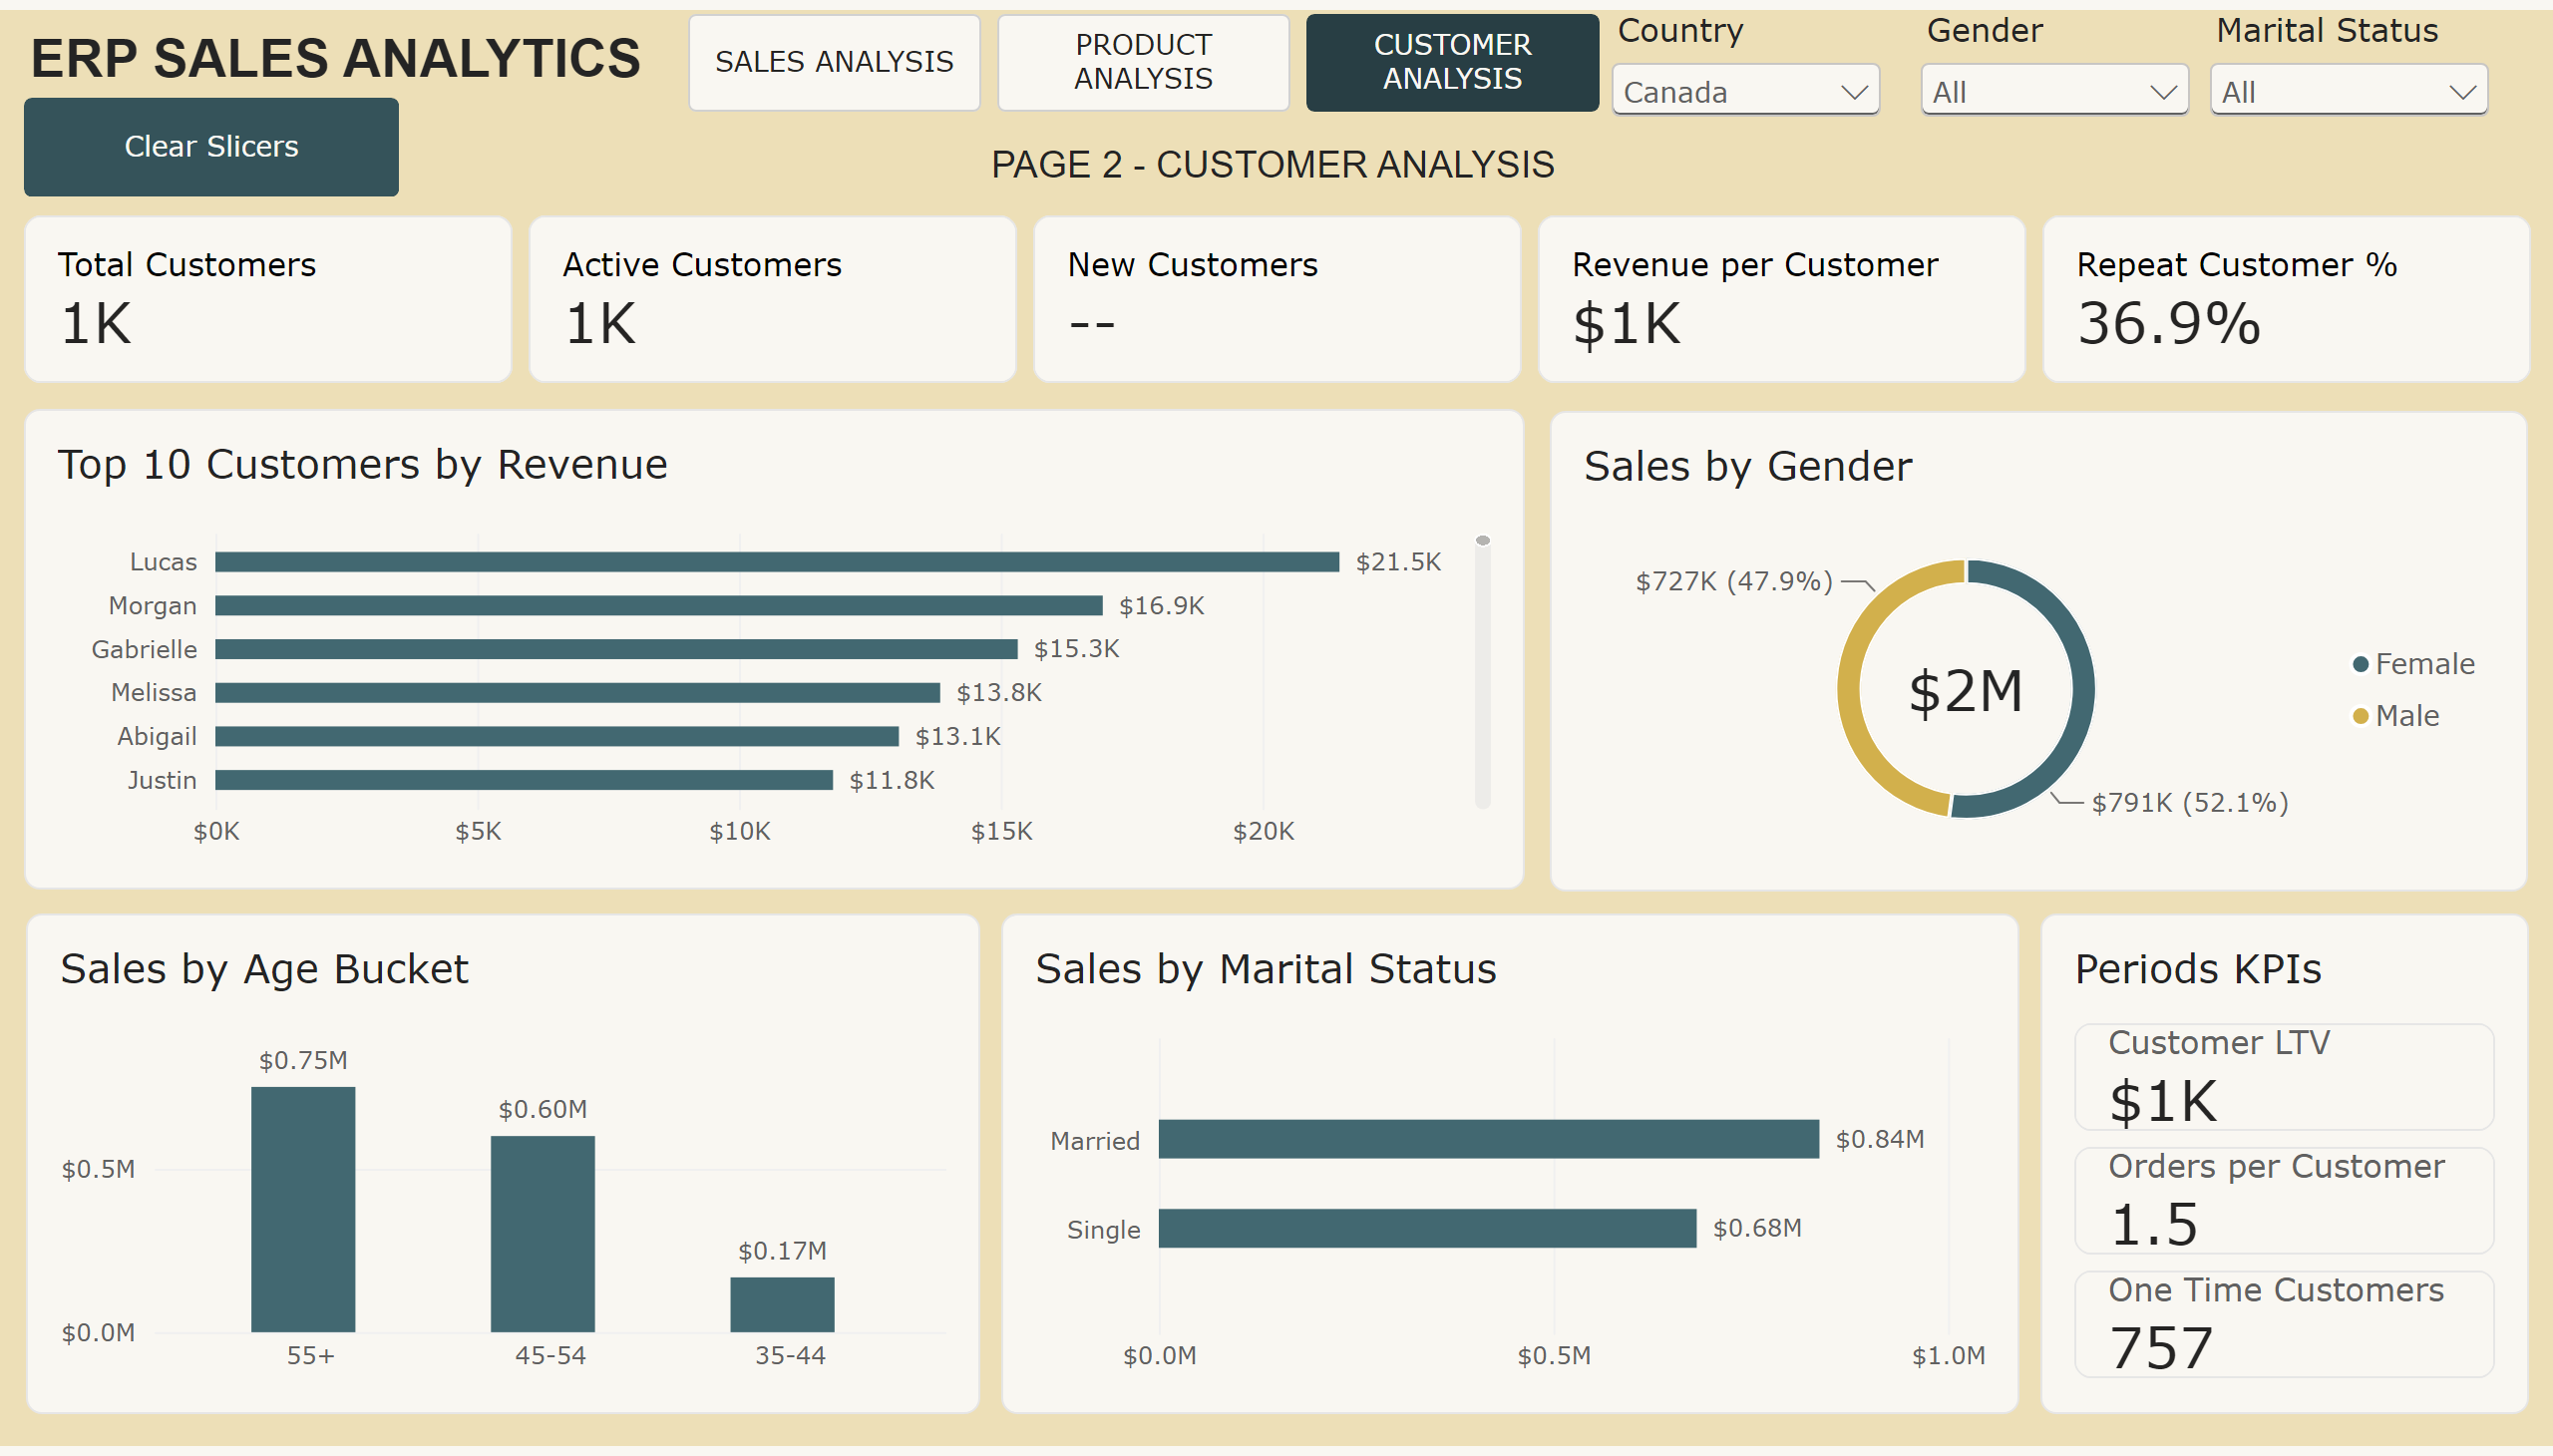 ERP SALES ANALYTICS
SALES ANALYSIS
PRODUCT
ANALYSIS
CUSTOMER
ANALYSIS
Country
Canada
Gender
All
Marital Status
All
Clear Slicers
PAGE 2 - CUSTOMER ANALYSIS
Total Customers
1K
Active Customers
1K
New Customers
--
Revenue per Customer
$1K
Repeat Customer %
36.9%
Top 10 Customers by Revenue
Lucas $21.5K
Morgan $16.9K
Gabrielle $15.3K
Melissa $13.8K
Abigail $13.1K
Justin $11.8K
$0K $5K $10K $15K $20K
Sales by Gender
$727K (47.9%)
$2M
$791K (52.1%)
Female
Male
Sales by Age Bucket
$0.75M
$0.60M
$0.5M
$0.17M
$0.0M
55+ 45-54 35-44
Sales by Marital Status
Married $0.84M
Single $0.68M
$0.0M $0.5M $1.0M
Periods KPIs
Customer LTV
$1K
Orders per Customer
1.5
One Time Customers
757